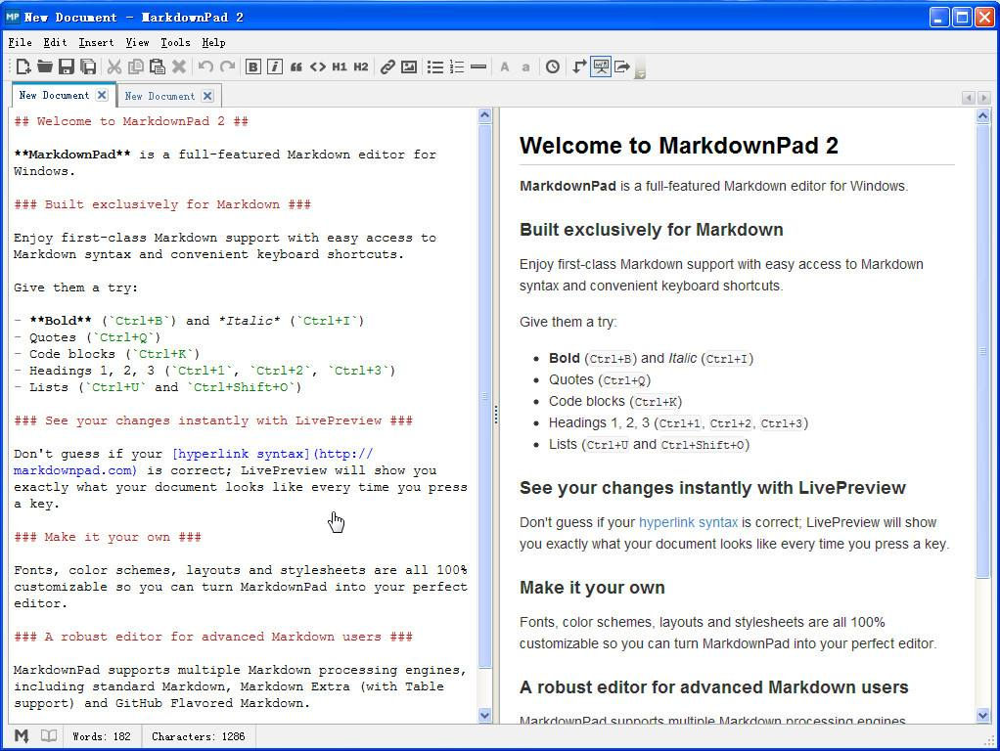 MP New Document - MarkdownPad 2
File Edit Insert View Tools Help
B i “ <> H1 H2 A a
New Document New Document
## Welcome to MarkdownPad 2 ##
**MarkdownPad** is a full-featured Markdown editor for
Windows.
### Built exclusively for Markdown ###
Enjoy first-class Markdown support with easy access to
Markdown syntax and convenient keyboard shortcuts.
Give them a try:
- **Bold** (`Ctrl+B`) and *Italic* (`Ctrl+I`)
- Quotes (`Ctrl+Q`)
- Code blocks (`Ctrl+K`)
- Headings 1, 2, 3 (`Ctrl+1`, `Ctrl+2`, `Ctrl+3`)
- Lists (`Ctrl+U` and `Ctrl+Shift+O`)
### See your changes instantly with LivePreview ###
Don't guess if your [hyperlink syntax](http://
markdownpad.com) is correct; LivePreview will show you
exactly what your document looks like every time you press
a key.
### Make it your own ###
Fonts, color schemes, layouts and stylesheets are all 100%
customizable so you can turn MarkdownPad into your perfect
editor.
### A robust editor for advanced Markdown users ###
MarkdownPad supports multiple Markdown processing engines,
including standard Markdown, Markdown Extra (with Table
support) and GitHub Flavored Markdown.
Welcome to MarkdownPad 2
MarkdownPad is a full-featured Markdown editor for Windows.
Built exclusively for Markdown
Enjoy first-class Markdown support with easy access to Markdown
syntax and convenient keyboard shortcuts.
Give them a try:
• Bold (Ctrl+B) and Italic (Ctrl+I)
• Quotes (Ctrl+Q)
• Code blocks (Ctrl+K)
• Headings 1, 2, 3 (Ctrl+1, Ctrl+2, Ctrl+3)
• Lists (Ctrl+U and Ctrl+Shift+O)
See your changes instantly with LivePreview
Don't guess if your hyperlink syntax is correct; LivePreview will show
you exactly what your document looks like every time you press a key.
Make it your own
Fonts, color schemes, layouts and stylesheets are all 100%
customizable so you can turn MarkdownPad into your perfect editor.
A robust editor for advanced Markdown users
MarkdownPad supports multiple Markdown processing engines,
Words: 182 Characters: 1286